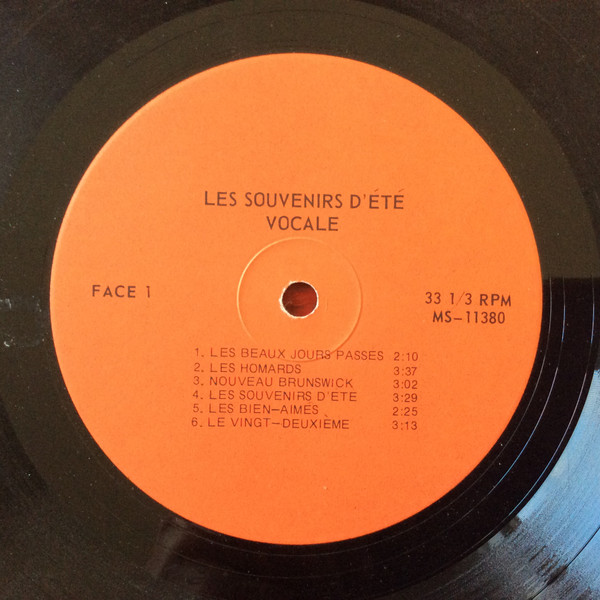 LES SOUVENIRS D'ÉTÉ
VOCALE
FACE 1
33 1/3 RPM
MS-11380
1. LES BEAUX JOURS PASSÉS 2:10
2. LES HOMARDS 3:37
3. NOUVEAU BRUNSWICK 3:02
4. LES SOUVENIRS D'ETE 3:29
5. LES BIEN-AIMES 2:25
6. LE VINGT-DEUXIÈME 3:13